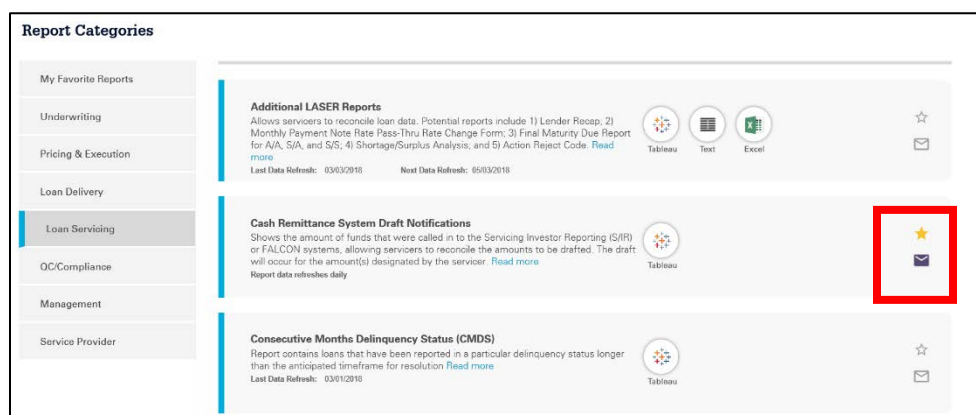 Report Categories
My Favorite Reports
Underwriting
Pricing & Execution
Loan Delivery
Loan Servicing
QC/Compliance
Management
Service Provider
Additional LASER Reports
Allows servicers to reconcile loan data. Potential reports include 1) Lender Recap; 2)
Monthly Payment Note Rate Pass-Thru Rate Change Form; 3) Final Maturity Due Report
for A/A, S/A, and S/S; 4) Shortage/Surplus Analysis; and 5) Action Reject Code. Read
more
Last Data Refresh: 03/03/2018 Next Data Refresh: 05/03/2018
Tableau Text Excel
Cash Remittance System Draft Notifications
Shows the amount of funds that were called in to the Servicing Investor Reporting (S/IR)
or FALCON systems, allowing servicers to reconcile the amounts to be drafted. The draft
will occur for the amount(s) designated by the servicer. Read more
Report data refreshes daily
Tableau
Consecutive Months Delinquency Status (CMDS)
Report contains loans that have been reported in a particular delinquency status longer
than the anticipated timeframe for resolution Read more
Last Data Refresh: 03/01/2018
Tableau